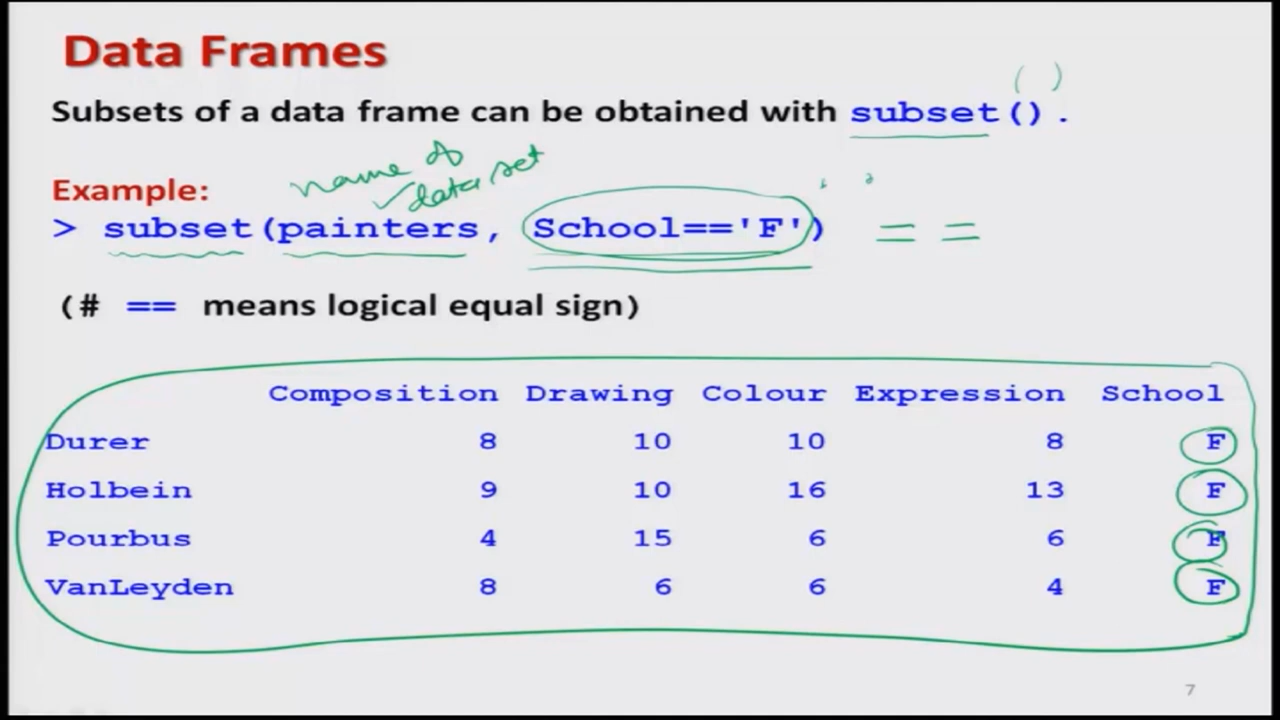 Data Frames
Subsets of a data frame can be obtained with subset().
( )
name of
data set
Example:
> subset(painters, School=='F')
= =
(# == means logical equal sign)
Composition Drawing Colour Expression School
Durer 8 10 10 8 F
Holbein 9 10 16 13 F
Pourbus 4 15 6 6 F
VanLeyden 8 6 6 4 F
7